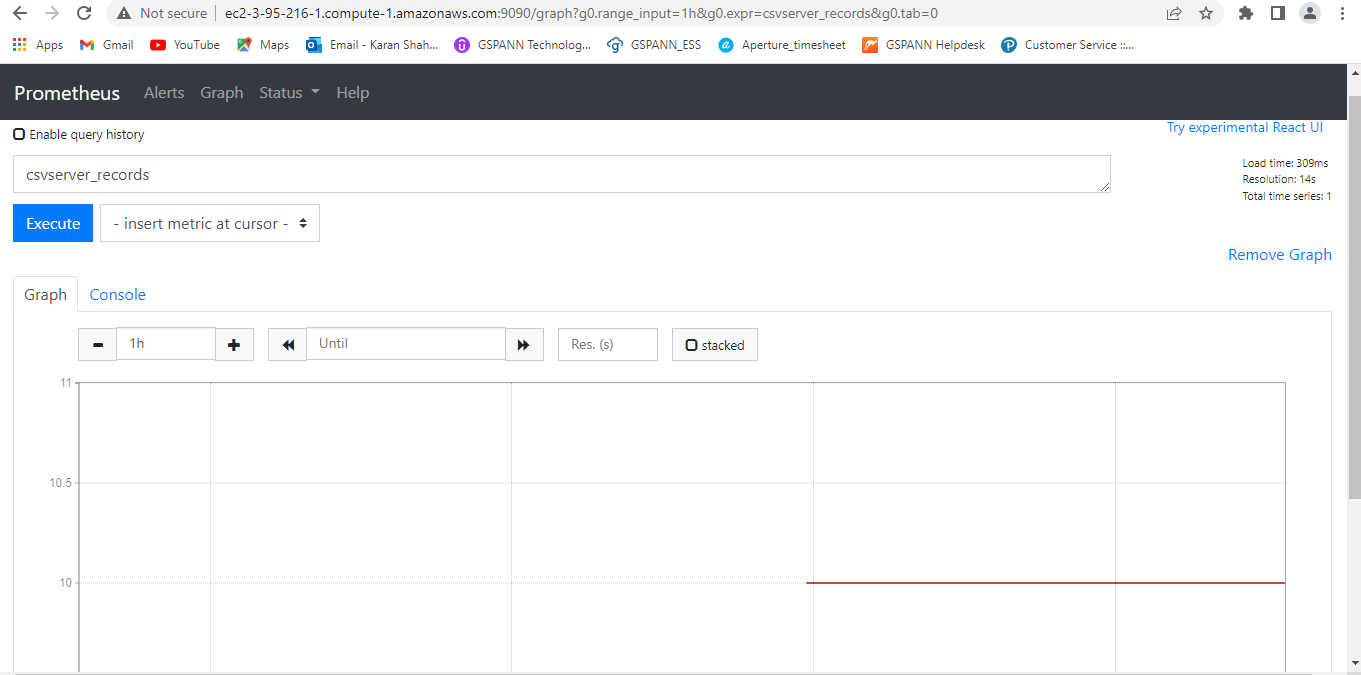 Not secure ec2-3-95-216-1.compute-1.amazonaws.com:9090/graph?g0.range_input=1h&g0.expr=csvserver_records&g0.tab=0
Apps Gmail YouTube Maps Email - Karan Shah... GSPANN Technolog... GSPANN_ESS Aperture_timesheet GSPANN Helpdesk Customer Service ::...
Prometheus Alerts Graph Status Help
Enable query history Try experimental React UI
csvserver_records
Load time: 309ms
Resolution: 14s
Total time series: 1
Execute - insert metric at cursor -
Remove Graph
Graph Console
1h Until Res. (s) stacked
11
10.5
10